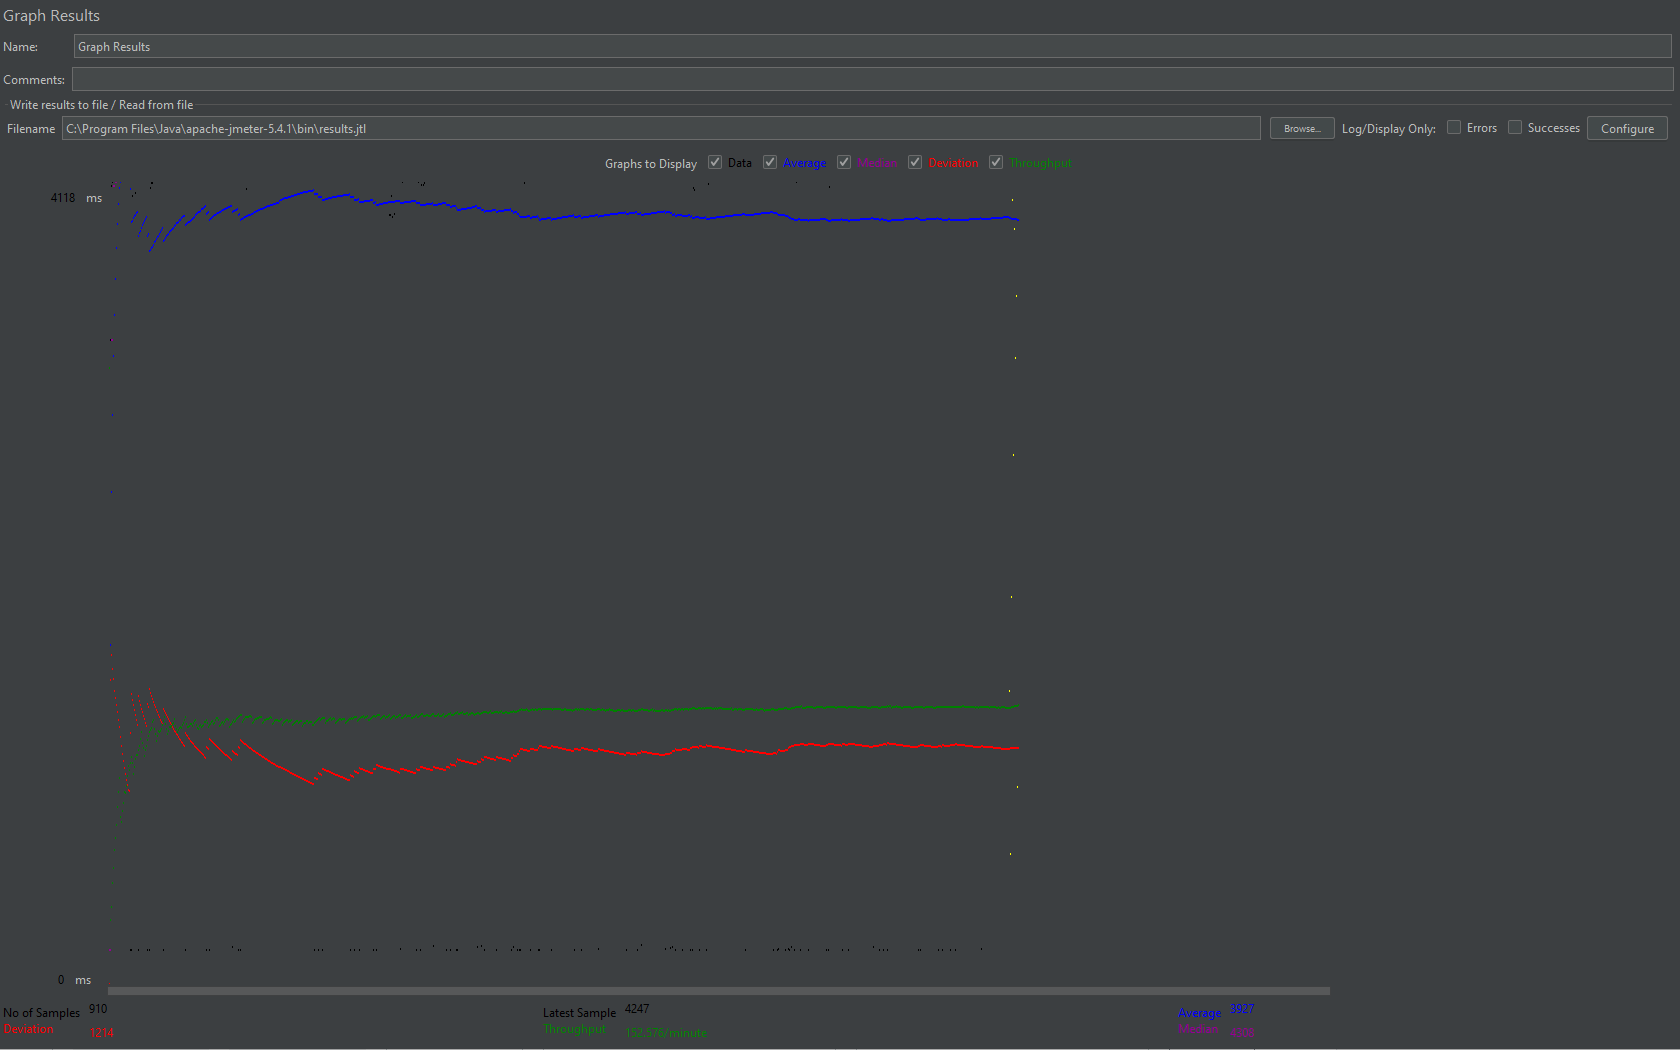 Graph Results
Name: Graph Results
Comments:
Write results to file / Read from file
Filename C:\Program Files\Java\apache-jmeter-5.4.1\bin\results.jtl Browse... Log/Display Only: Errors Successes Configure
Graphs to Display Data Average Median Deviation Throughput
4118 ms
0 ms
No of Samples 910 Latest Sample 4247 Average 3927
Deviation 1214 Throughput 152.576/minute Median